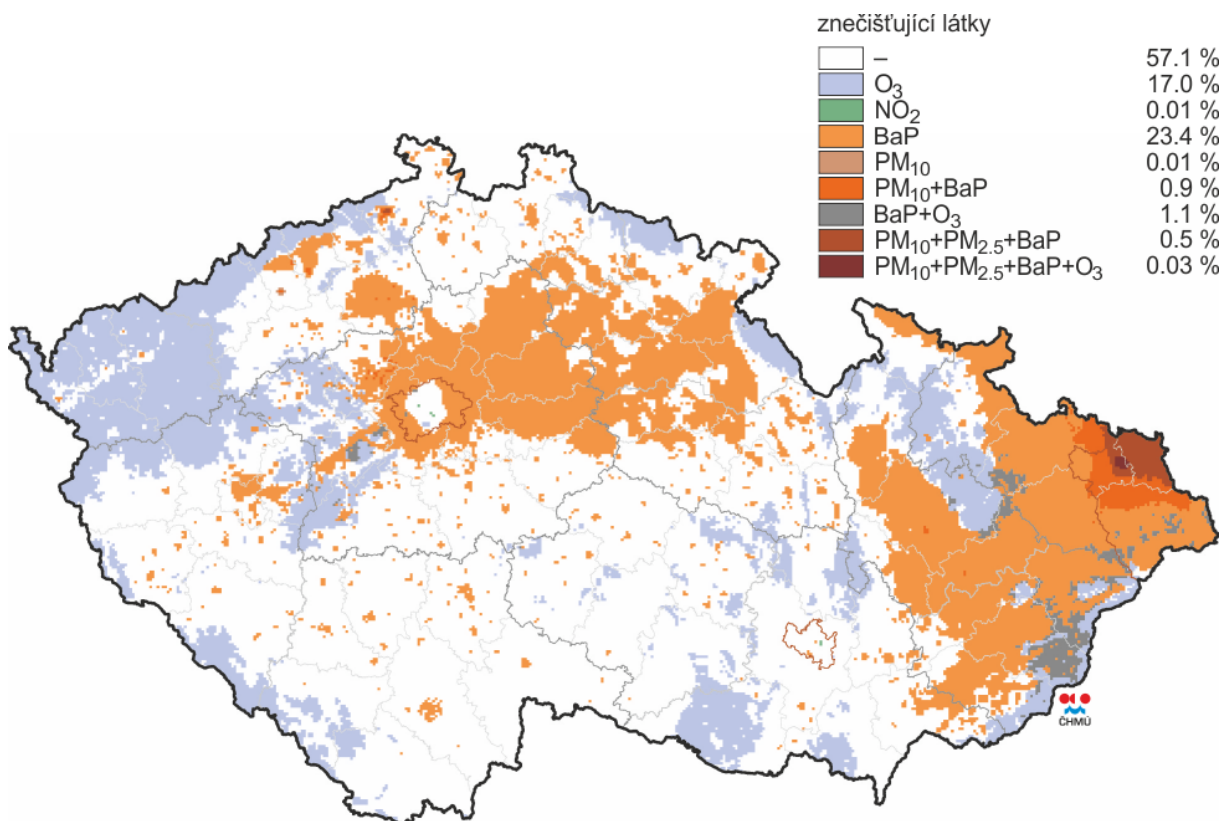 znečišťující látky
– 57.1 %
O₃ 17.0 %
NO₂ 0.01 %
BaP 23.4 %
PM₁₀ 0.01 %
PM₁₀+BaP 0.9 %
BaP+O₃ 1.1 %
PM₁₀+PM₂.₅+BaP 0.5 %
PM₁₀+PM₂.₅+BaP+O₃ 0.03 %
ČHMÚ